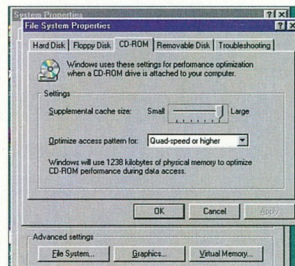 System Properties
File System Properties
Hard Disk Floppy Disk CD-ROM Removable Disk Troubleshooting
Windows uses these settings for performance optimization
when a CD-ROM drive is attached to your computer.
Settings
Supplemental cache size: Small Large
Optimize access pattern for: Quad-speed or higher
Windows will use 1238 kilobytes of physical memory to optimize
CD-ROM performance during data access.
OK Cancel Apply
Advanced settings
File System... Graphics... Virtual Memory...